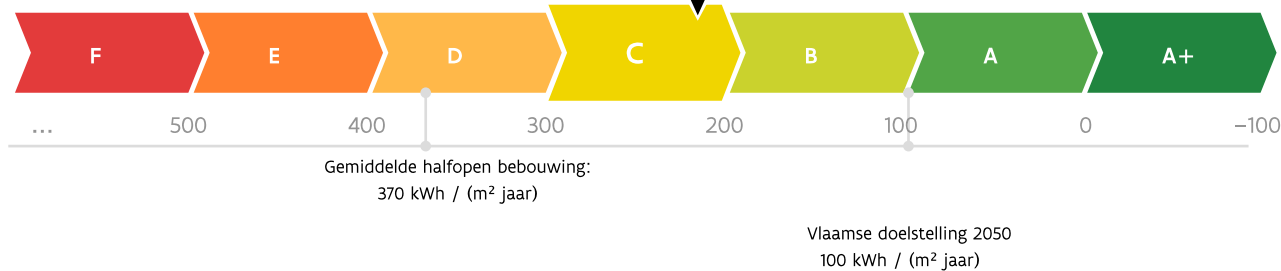 F E D C B A A+
... 500 400 300 200 100 0 –100
Gemiddelde halfopen bebouwing:
370 kWh / (m² jaar)
Vlaamse doelstelling 2050
100 kWh / (m² jaar)